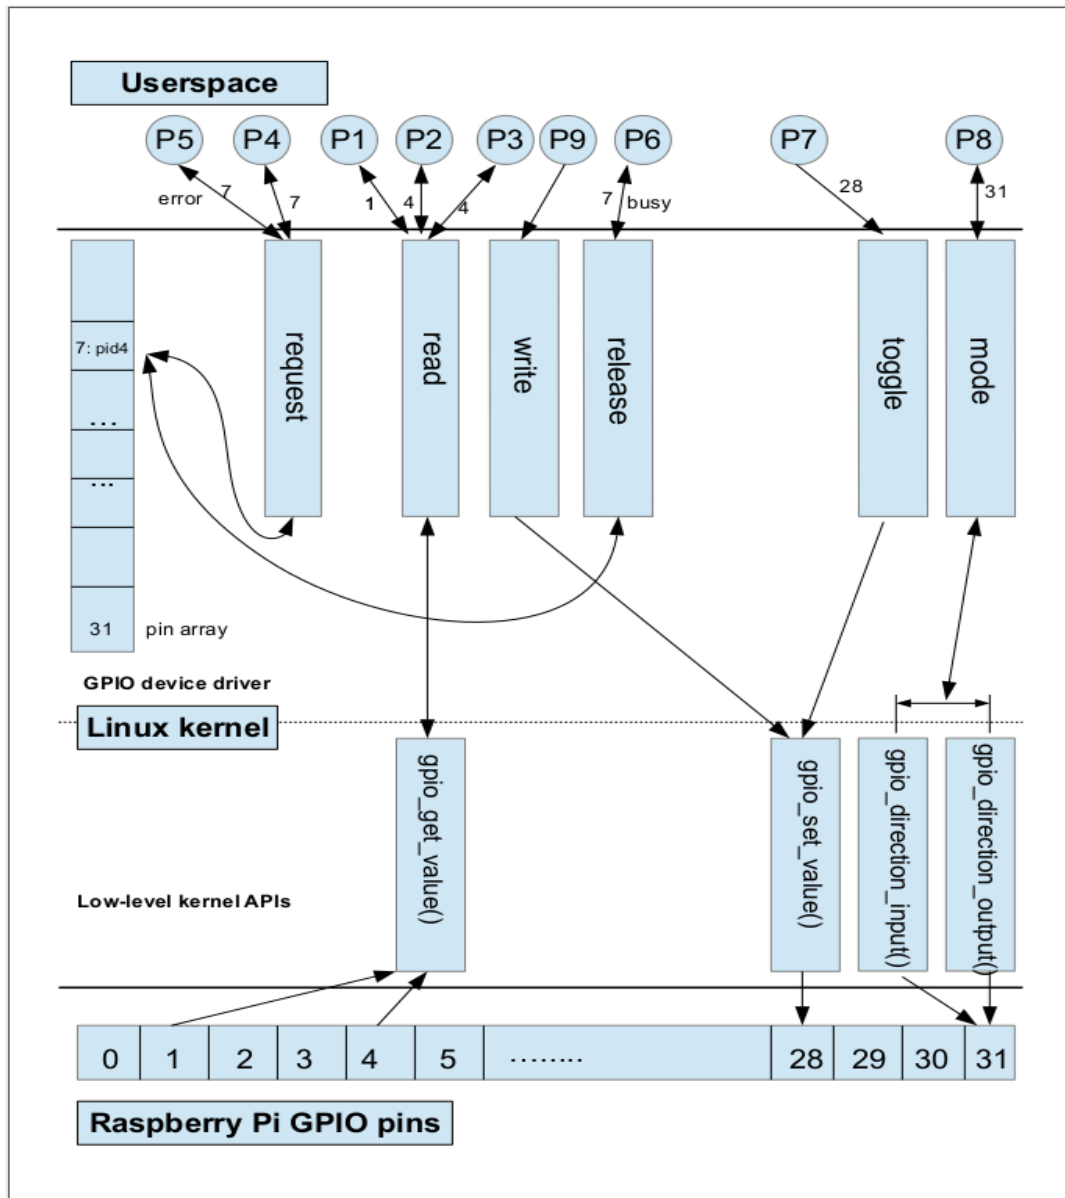 Userspace
P5 P4 P1 P2 P3 P9 P6 P7 P8
error 7 7 1 4 4 7 busy 28 31
7: pid4
...
...
31 pin array
request
read
write
release
toggle
mode
GPIO device driver
Linux kernel
gpio_get_value()
gpio_set_value()
gpio_direction_input()
gpio_direction_output()
Low-level kernel APIs
0 1 2 3 4 5 ........ 28 29 30 31
Raspberry Pi GPIO pins